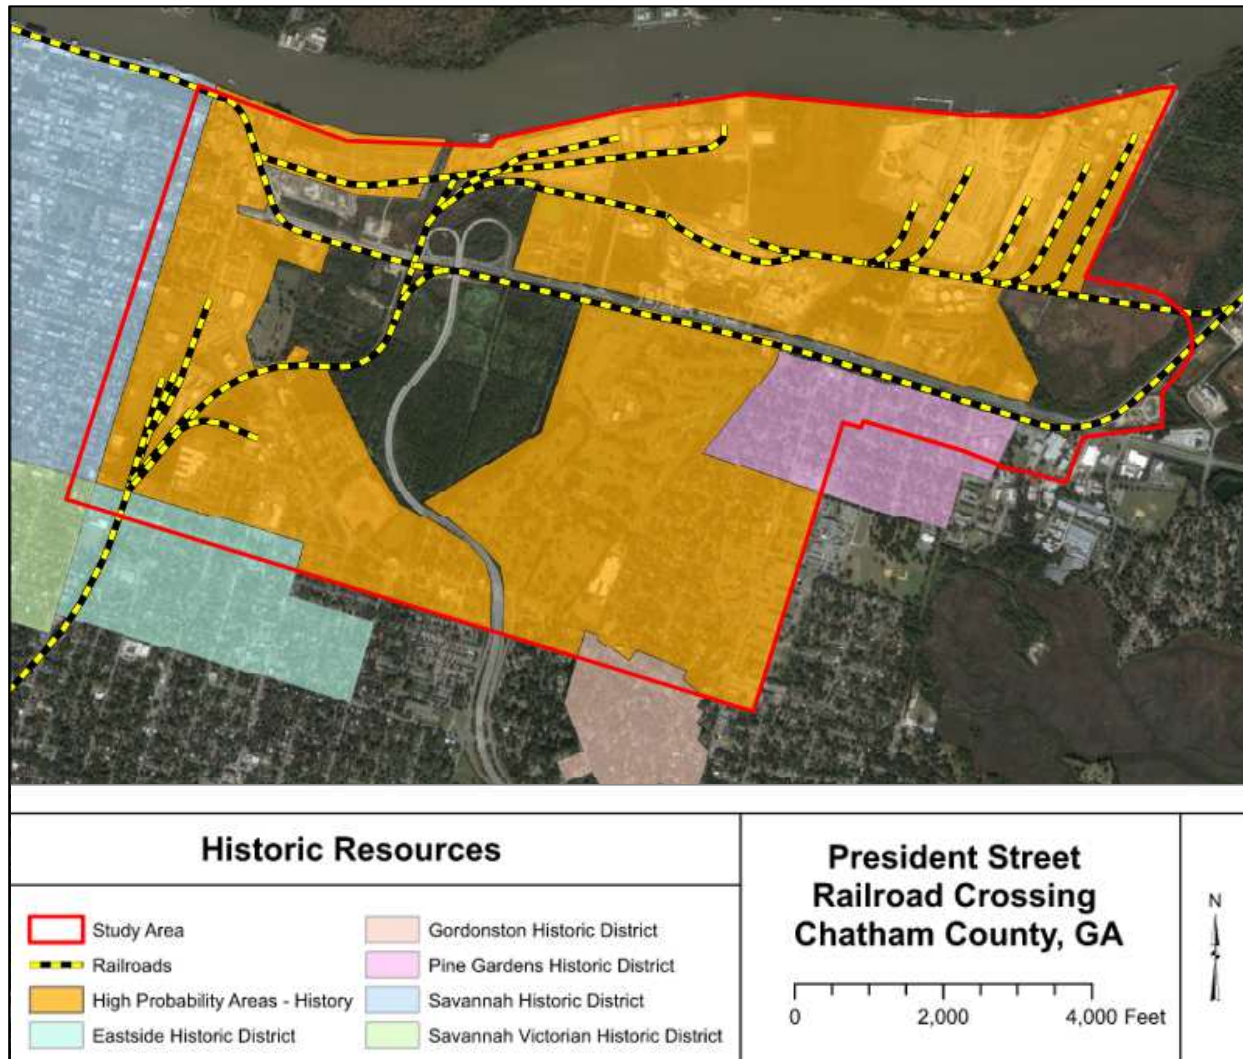 Historic Resources
Study Area
Railroads
High Probability Areas - History
Eastside Historic District
Gordonston Historic District
Pine Gardens Historic District
Savannah Historic District
Savannah Victorian Historic District
President Street
Railroad Crossing
Chatham County, GA
0 2,000 4,000 Feet
N